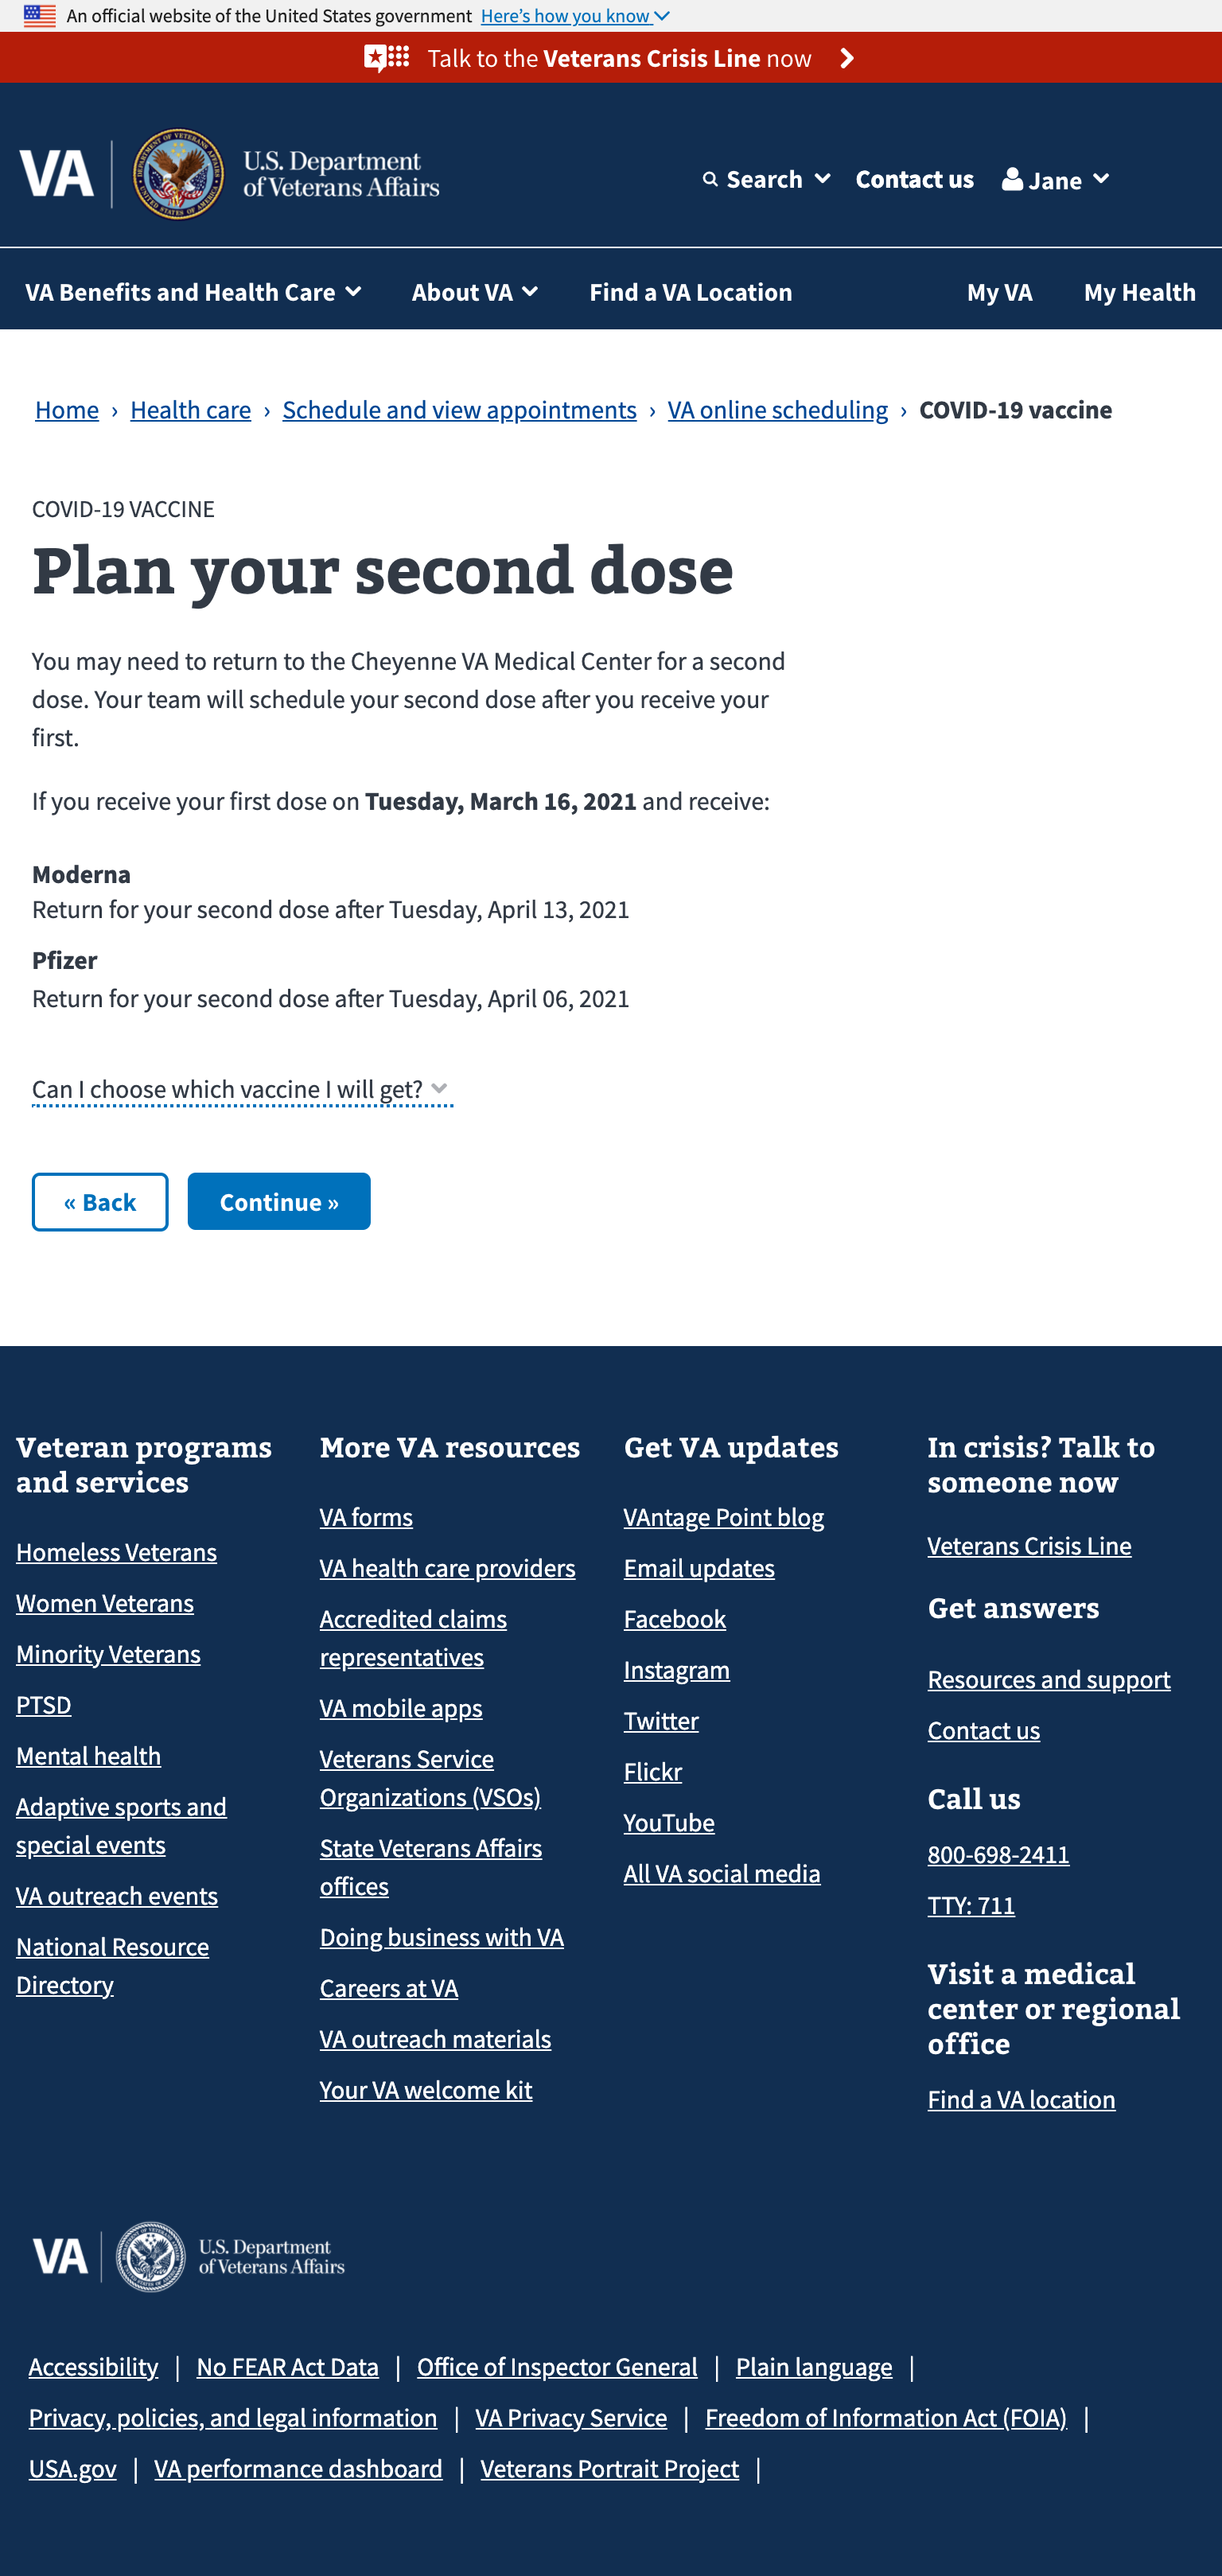 An official website of the United States government Here’s how you know
Talk to the Veterans Crisis Line now
VA
U.S. Department
of Veterans Affairs
Search Contact us Jane
VA Benefits and Health Care About VA Find a VA Location My VA My Health
Home › Health care › Schedule and view appointments › VA online scheduling › COVID-19 vaccine
COVID-19 VACCINE
Plan your second dose
You may need to return to the Cheyenne VA Medical Center for a second
dose. Your team will schedule your second dose after you receive your
first.
If you receive your first dose on Tuesday, March 16, 2021 and receive:
Moderna
Return for your second dose after Tuesday, April 13, 2021
Pfizer
Return for your second dose after Tuesday, April 06, 2021
Can I choose which vaccine I will get?
« Back Continue »
Veteran programs
and services
Homeless Veterans
Women Veterans
Minority Veterans
PTSD
Mental health
Adaptive sports and
special events
VA outreach events
National Resource
Directory
More VA resources
VA forms
VA health care providers
Accredited claims
representatives
VA mobile apps
Veterans Service
Organizations (VSOs)
State Veterans Affairs
offices
Doing business with VA
Careers at VA
VA outreach materials
Your VA welcome kit
Get VA updates
VAntage Point blog
Email updates
Facebook
Instagram
Twitter
Flickr
YouTube
All VA social media
In crisis? Talk to
someone now
Veterans Crisis Line
Get answers
Resources and support
Contact us
Call us
800-698-2411
TTY: 711
Visit a medical
center or regional
office
Find a VA location
VA
U.S. Department
of Veterans Affairs
Accessibility | No FEAR Act Data | Office of Inspector General | Plain language |
Privacy, policies, and legal information | VA Privacy Service | Freedom of Information Act (FOIA) |
USA.gov | VA performance dashboard | Veterans Portrait Project |